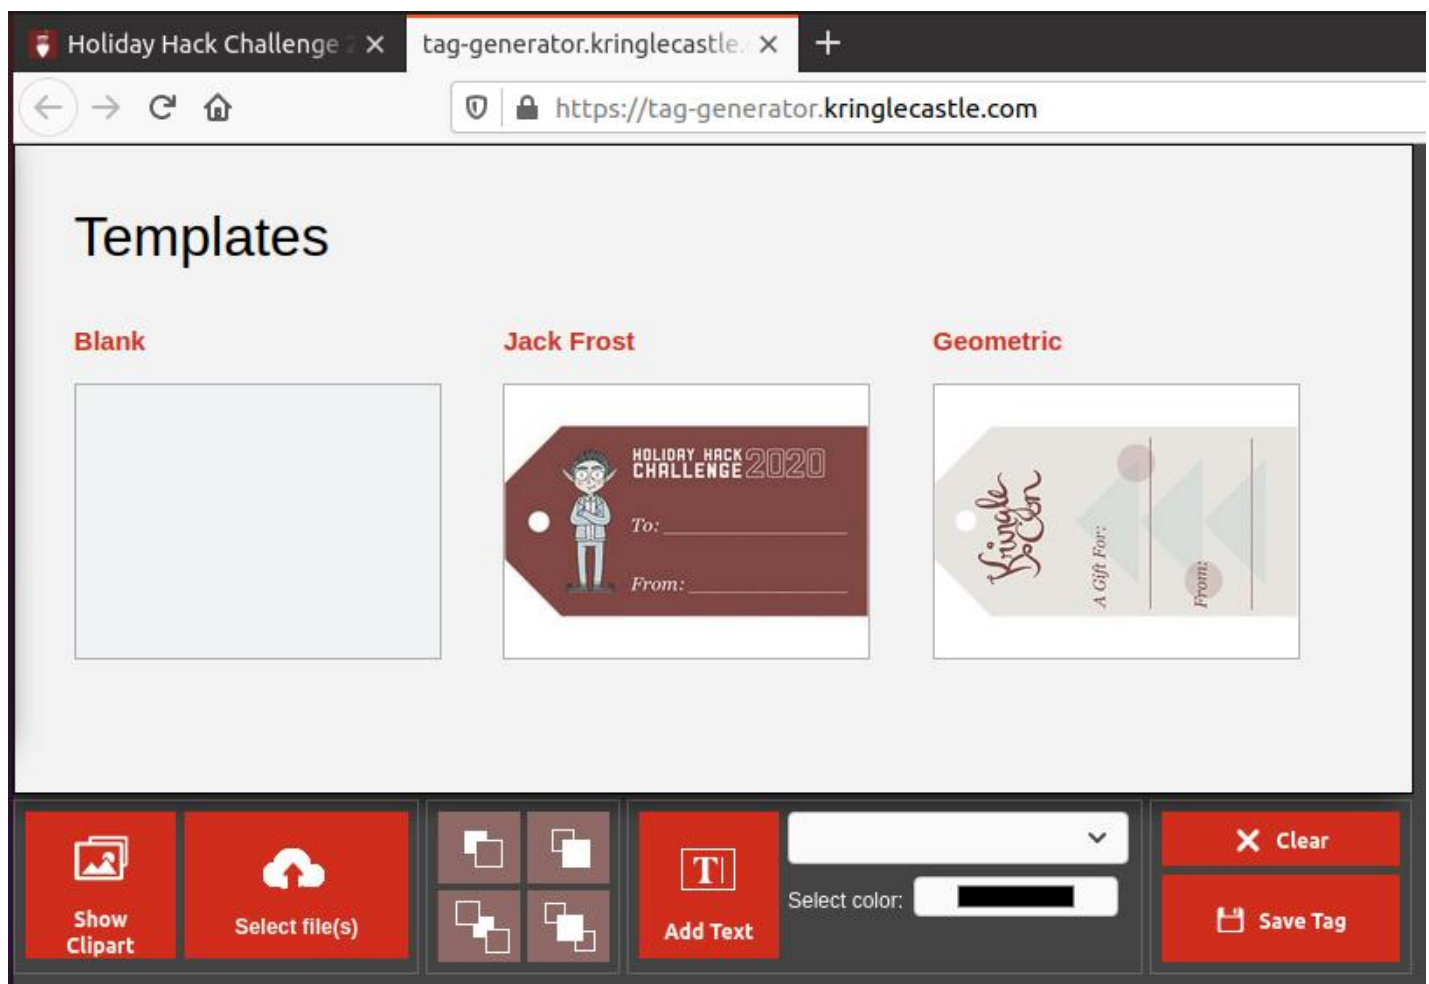 Holiday Hack Challenge 2
tag-generator.kringlecastle.
https://tag-generator.kringlecastle.com
Templates
Blank
Jack Frost
Geometric
HOLIDAY HACK
CHALLENGE 2020
To:
From:
Kringle
Con
A Gift For:
From:
Show
Clipart
Select file(s)
T
Add Text
Select color:
Clear
Save Tag